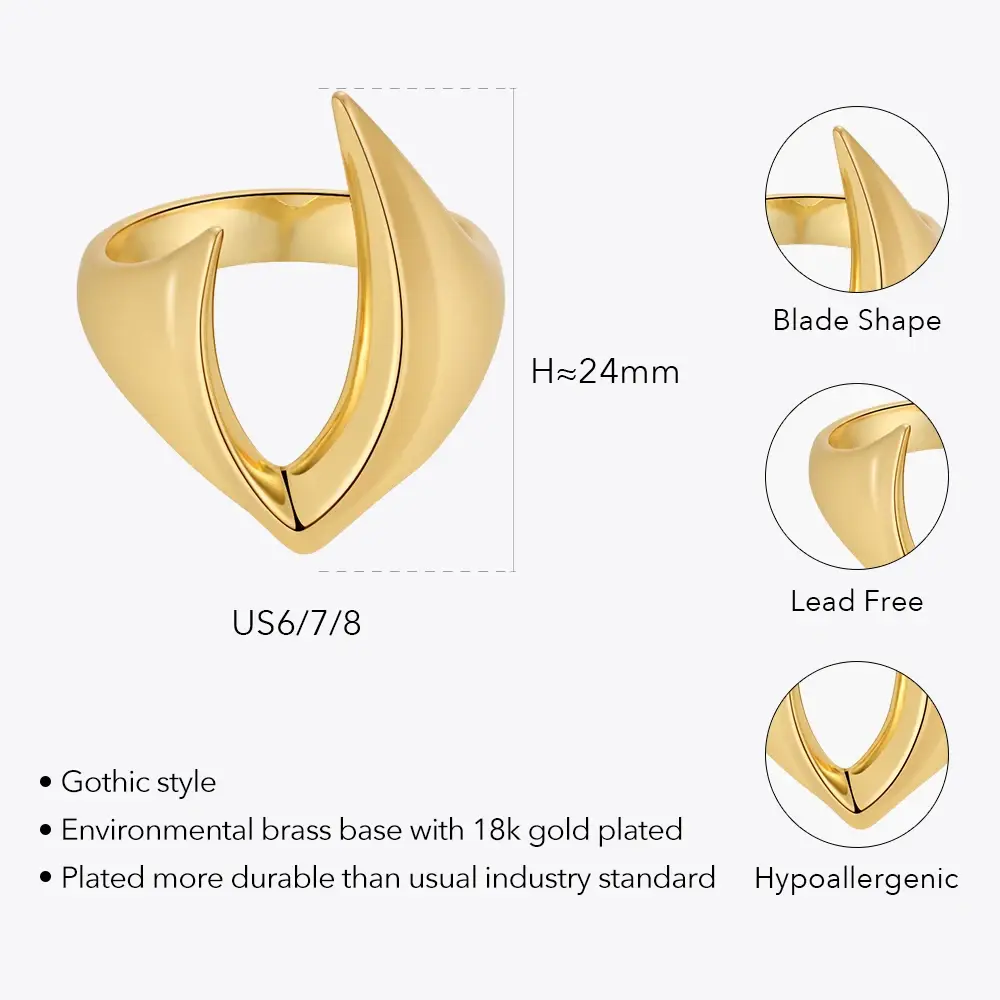 H≈24mm
US6/7/8
Blade Shape
Lead Free
Hypoallergenic
• Gothic style
• Environmental brass base with 18k gold plated
• Plated more durable than usual industry standard